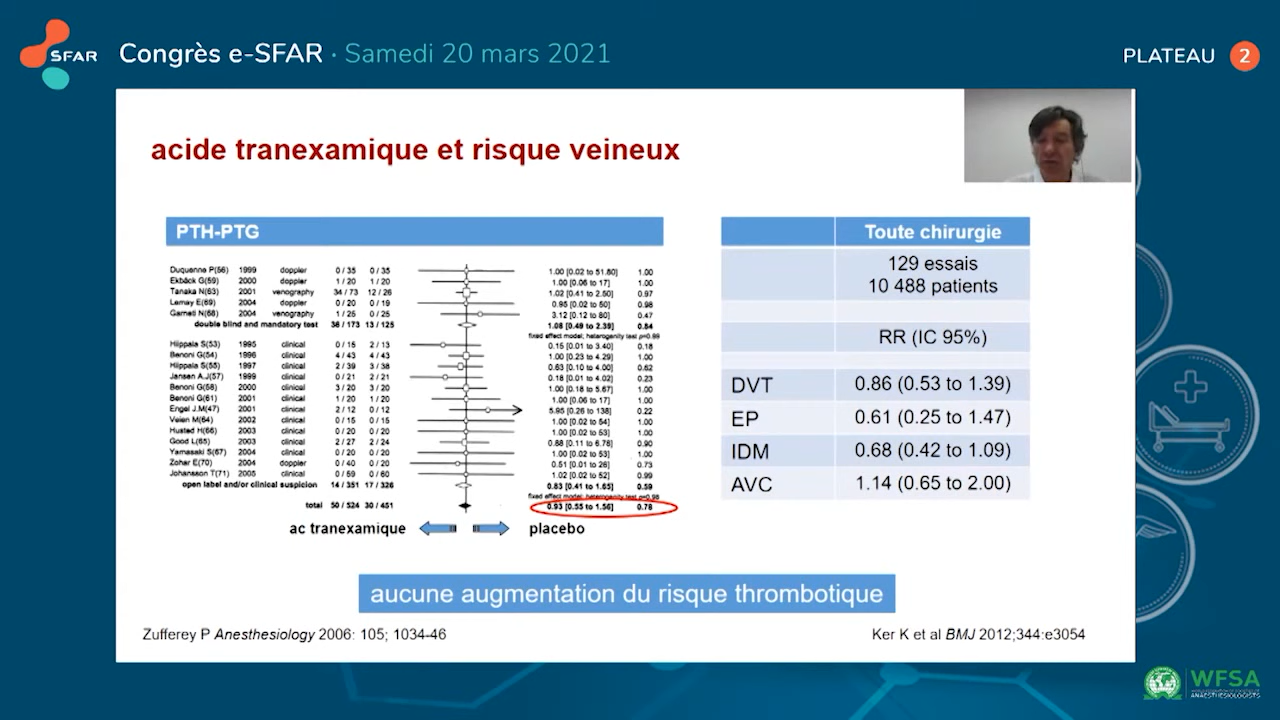 SFAR
Congrès e-SFAR · Samedi 20 mars 2021
PLATEAU 2
acide tranexamique et risque veineux
PTH-PTG
Duquenne P(56) 1999 doppler 0 / 35 0 / 35 1.00 [0.02 to 51.80] 1.00
Ekbäck G(59) 2000 doppler 1 / 20 1 / 20 1.00 [0.06 to 17] 1.00
Tanaka N(63) 2001 venography 34 / 73 12 / 26 1.02 [0.41 to 2.50] 0.97
Lemay E(69) 2004 doppler 0 / 20 0 / 19 0.95 [0.02 to 50] 0.98
Garneti N(68) 2004 venography 1 / 25 0 / 25 3.12 [0.12 to 80] 0.47
double blind and mandatory test 36 / 173 13 / 125 1.08 [0.49 to 2.39] 0.84
fixed effect model; heterogenity test p=0.99
Hiippala S(53) 1995 clinical 0 / 15 2 / 13 0.15 [0.01 to 3.40] 0.18
Benoni G(54) 1996 clinical 4 / 43 4 / 43 1.00 [0.23 to 4.29] 1.00
Hiippala S(55) 1997 clinical 2 / 39 3 / 38 0.63 [0.10 to 4.00] 0.62
Jansen A.J(57) 1999 clinical 0 / 21 2 / 21 0.18 [0.01 to 4.02] 0.23
Benoni G(58) 2000 clinical 3 / 20 3 / 20 1.00 [0.18 to 5.67] 1.00
Benoni G(61) 2001 clinical 1 / 20 1 / 20 1.00 [0.06 to 17] 1.00
Engel J.M(47) 2001 clinical 2 / 12 0 / 12 5.95 [0.26 to 138] 0.22
Veien M(64) 2002 clinical 0 / 15 0 / 15 1.00 [0.02 to 54] 1.00
Husted H(66) 2003 clinical 0 / 20 0 / 20 1.00 [0.02 to 53] 1.00
Good L(65) 2003 clinical 2 / 27 2 / 24 0.88 [0.11 to 6.78] 0.90
Yamasaki S(67) 2004 clinical 0 / 20 0 / 20 1.00 [0.02 to 53] 1.00
Zohar E(70) 2004 doppler 0 / 40 0 / 20 0.51 [0.01 to 26] 0.73
Johansson T(71) 2005 clinical 0 / 59 0 / 60 1.02 [0.02 to 52] 0.99
open label and/or clinical suspicion 14 / 351 17 / 326 0.83 [0.41 to 1.65] 0.59
fixed effect model; heterogenity test p=0.98
total 50 / 524 30 / 451 0.93 [0.55 to 1.56] 0.78
ac tranexamique placebo
Toute chirurgie
129 essais
10 488 patients
RR (IC 95%)
DVT 0.86 (0.53 to 1.39)
EP 0.61 (0.25 to 1.47)
IDM 0.68 (0.42 to 1.09)
AVC 1.14 (0.65 to 2.00)
aucune augmentation du risque thrombotique
Zufferey P Anesthesiology 2006: 105; 1034-46
Ker K et al BMJ 2012;344:e3054
WFSA
ANAESTHESIOLOGISTS